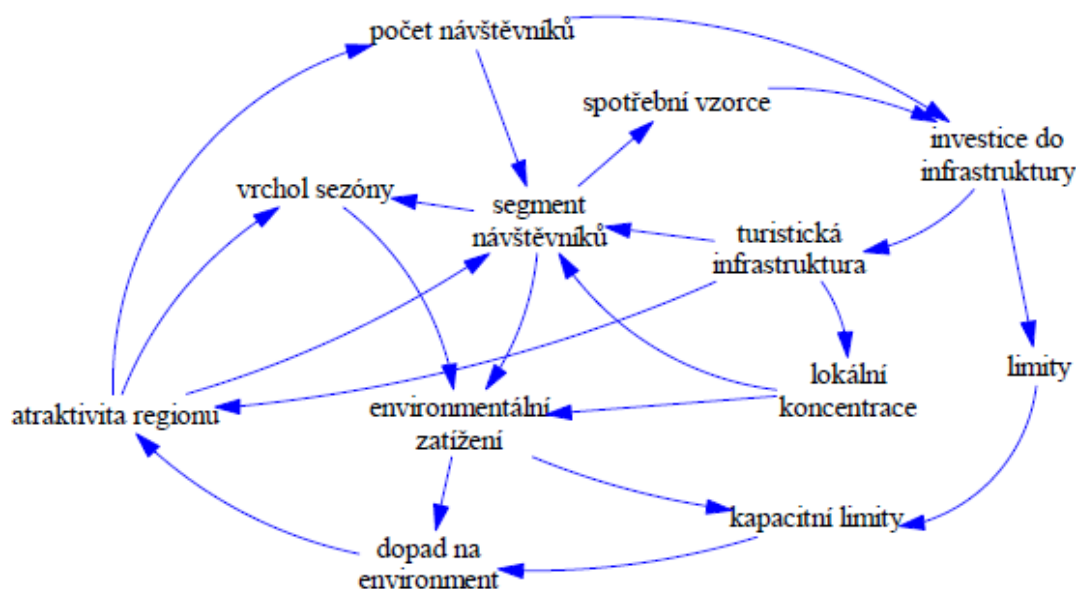 počet návštěvníků
spotřební vzorce
investice do
infrastruktury
vrchol sezóny
segment
návštěvníků
turistická
infrastruktura
lokální
koncentrace
limity
atraktivita regionu
environmentální
zatížení
kapacitní limity
dopad na
environment